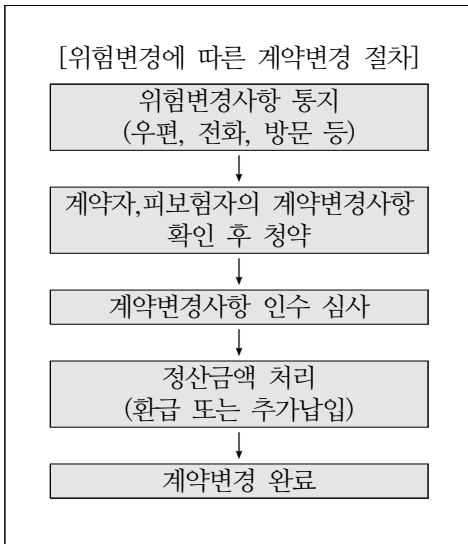 [위험변경에 따른 계약변경 절차]
위험변경사항 통지
(우편, 전화, 방문 등)
계약자,피보험자의 계약변경사항
확인 후 청약
계약변경사항 인수 심사
정산금액 처리
(환급 또는 추가납입)
계약변경 완료